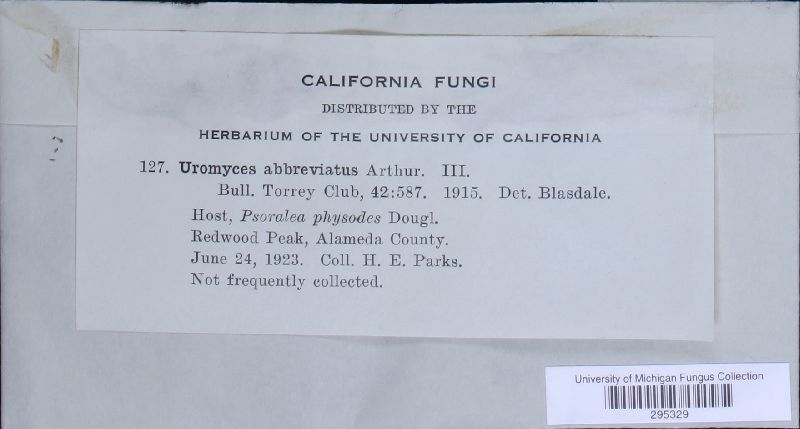 CALIFORNIA FUNGI
DISTRIBUTED BY THE
HERBARIUM OF THE UNIVERSITY OF CALIFORNIA
127. Uromyces abbreviatus Arthur. III.
Bull. Torrey Club, 42:587. 1915. Det. Blasdale.
Host, Psoralea physodes Dougl.
Redwood Peak, Alameda County.
June 24, 1923. Coll. H. E. Parks.
Not frequently collected.
University of Michigan Fungus Collection
295329